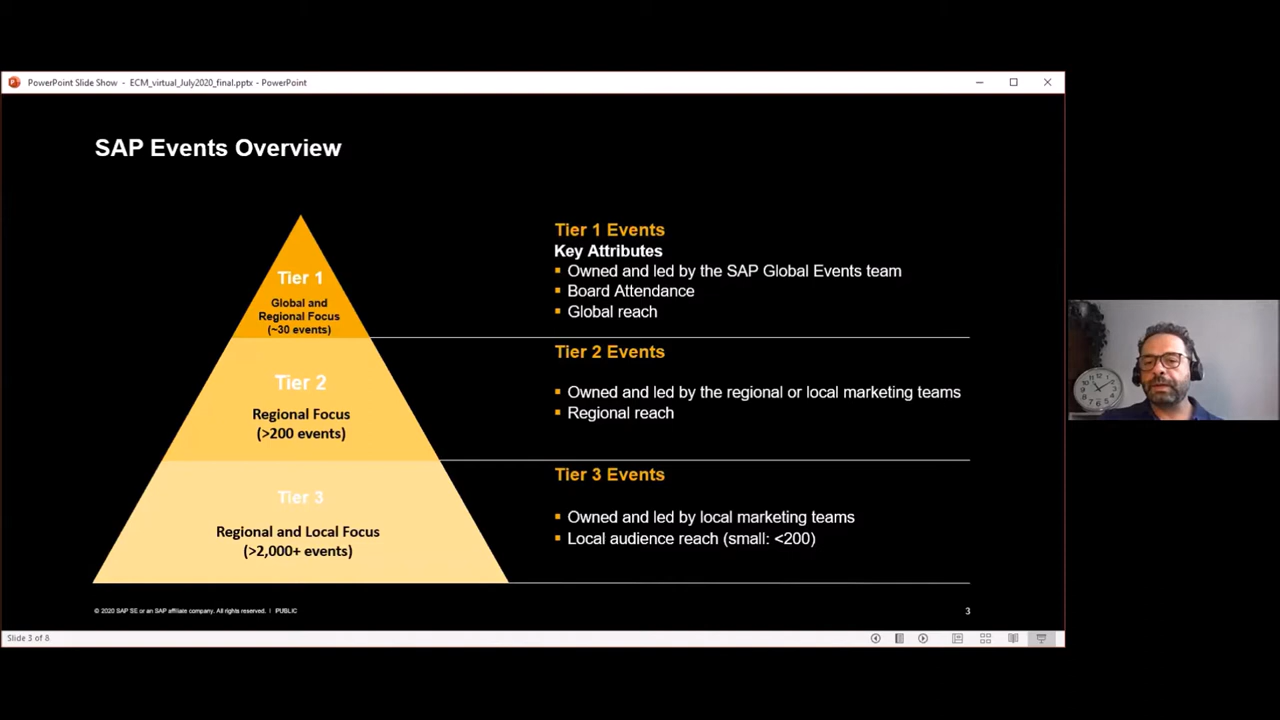 PowerPoint Slide Show - ECM_virtual_July2020_final.pptx - PowerPoint
SAP Events Overview
Tier 1
Global and
Regional Focus
(~30 events)
Tier 1 Events
Key Attributes
Owned and led by the SAP Global Events team
Board Attendance
Global reach
Tier 2
Regional Focus
(>200 events)
Tier 2 Events
Owned and led by the regional or local marketing teams
Regional reach
Tier 3
Regional and Local Focus
(>2,000+ events)
Tier 3 Events
Owned and led by local marketing teams
Local audience reach (small: <200)
© 2020 SAP SE or an SAP affiliate company. All rights reserved. I PUBLIC
3
Slide 3 of 8